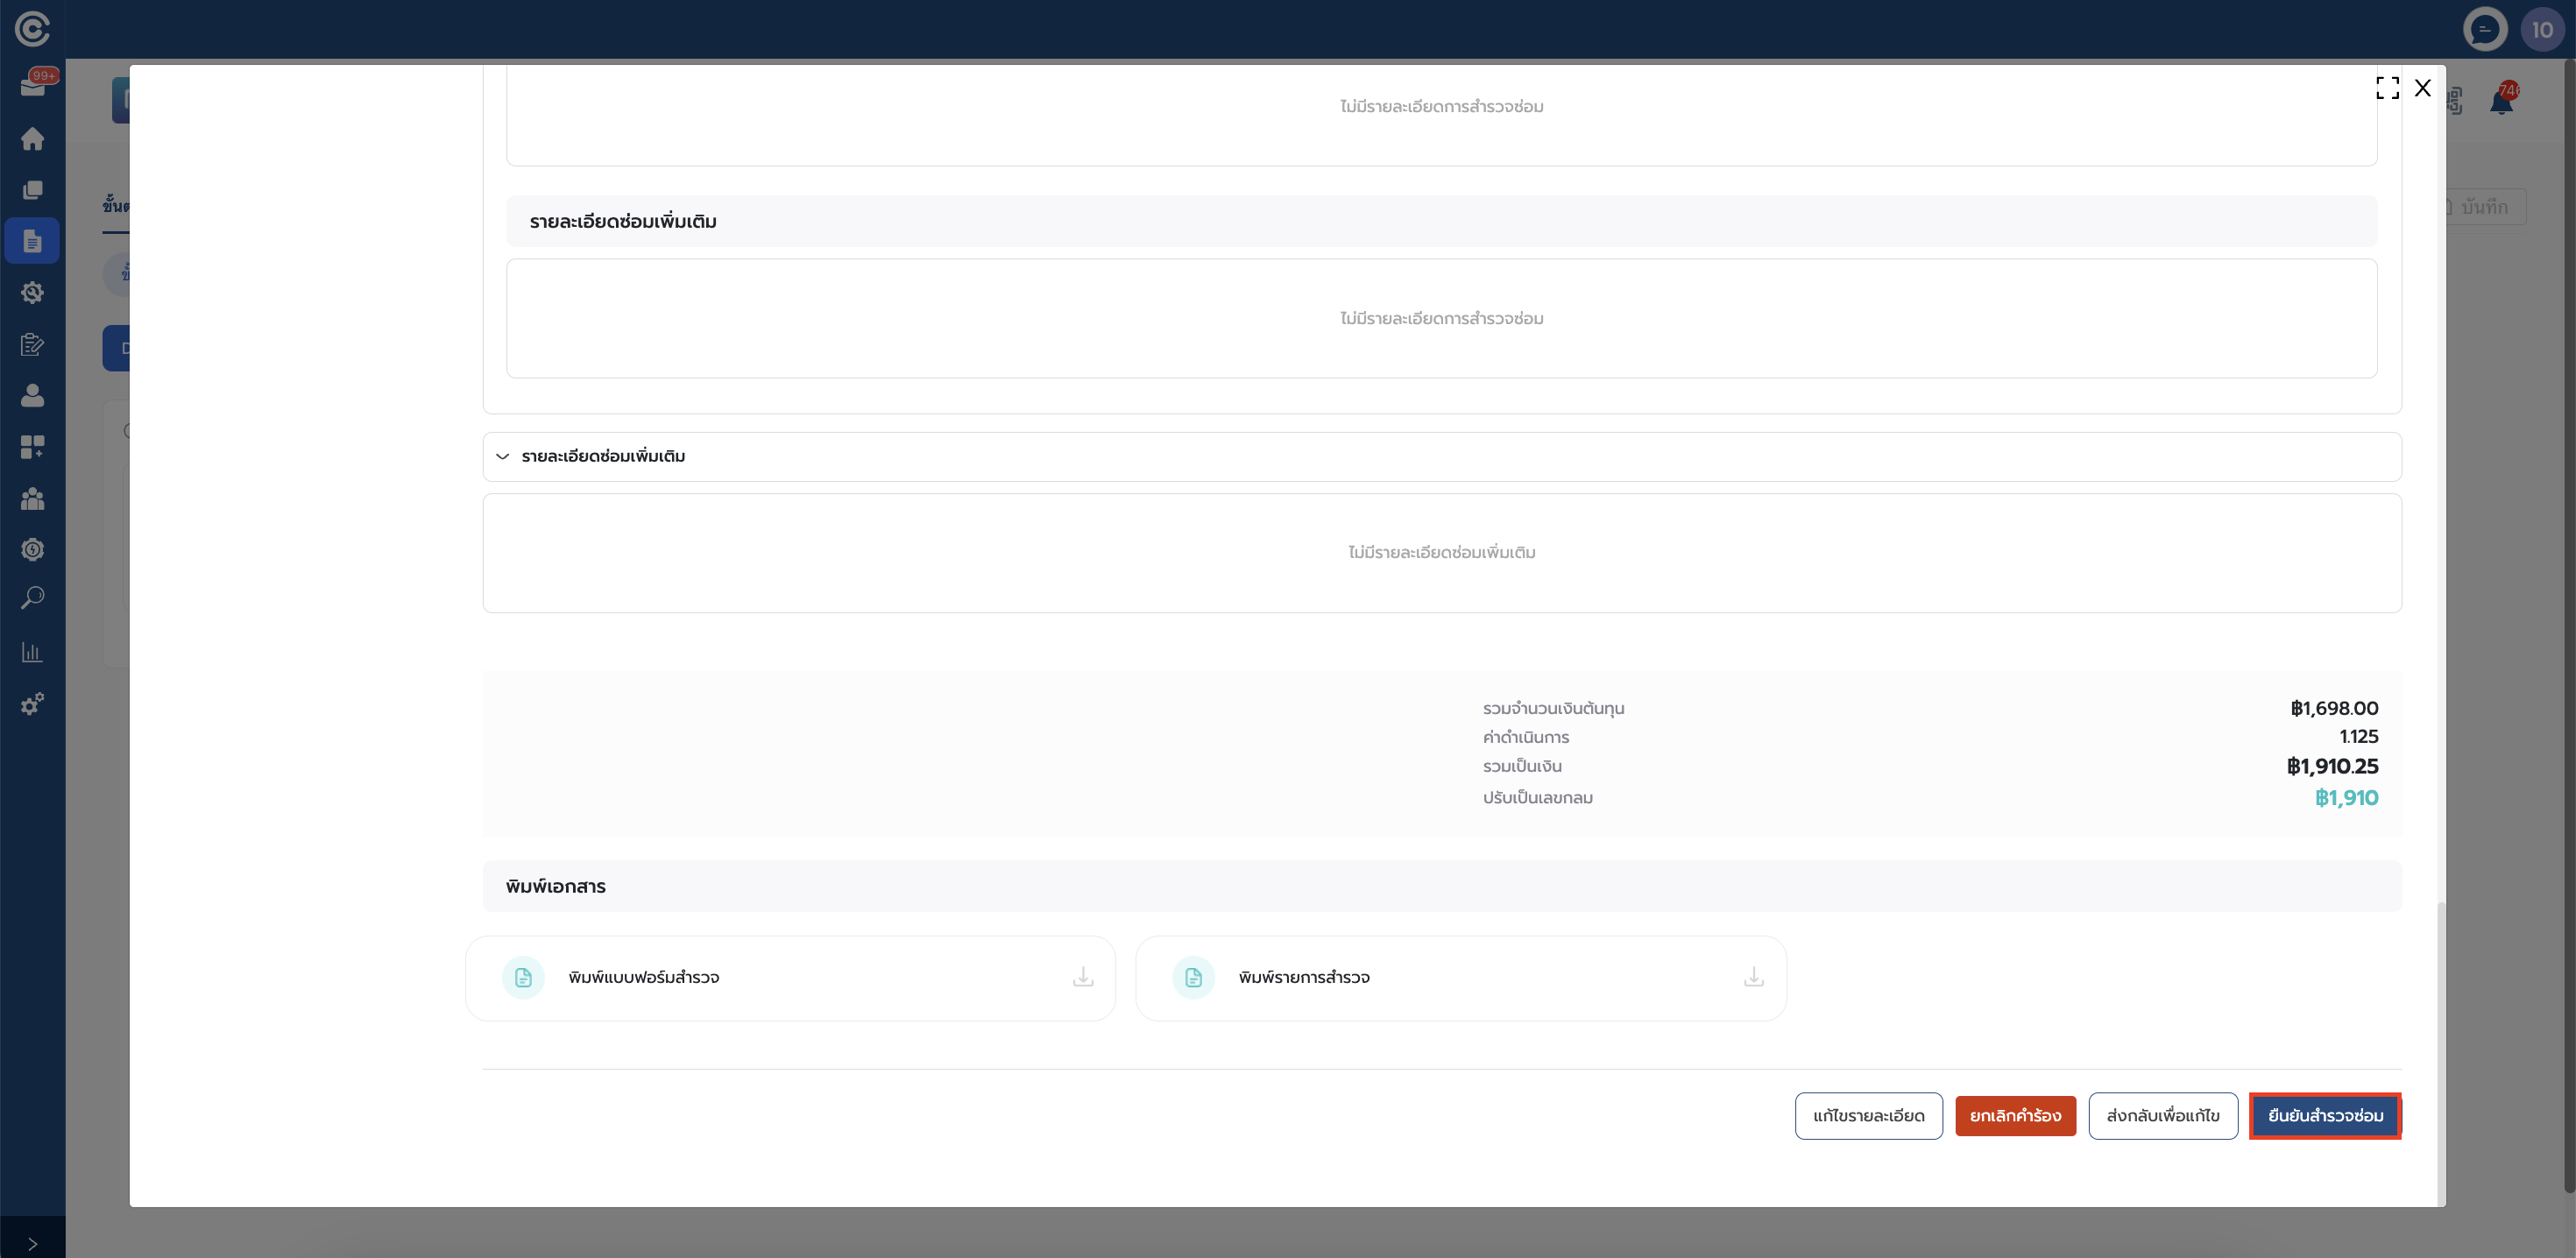 10
99+
746
ไม่มีรายละเอียดการสำรวจซ่อม
บันทึก
รายละเอียดซ่อมเพิ่มเติม
ไม่มีรายละเอียดการสำรวจซ่อม
รายละเอียดซ่อมเพิ่มเติม
ไม่มีรายละเอียดซ่อมเพิ่มเติม
รวมจำนวนเงินต้นทุน ฿1,698.00
ค่าดำเนินการ 1.125
รวมเป็นเงิน ฿1,910.25
ปรับเป็นเลขกลม ฿1,910
พิมพ์เอกสาร
พิมพ์แบบฟอร์มสำรวจ พิมพ์รายการสำรวจ
แก้ไขรายละเอียด ยกเลิกคำร้อง ส่งกลับเพื่อแก้ไข ยืนยันสำรวจซ่อม